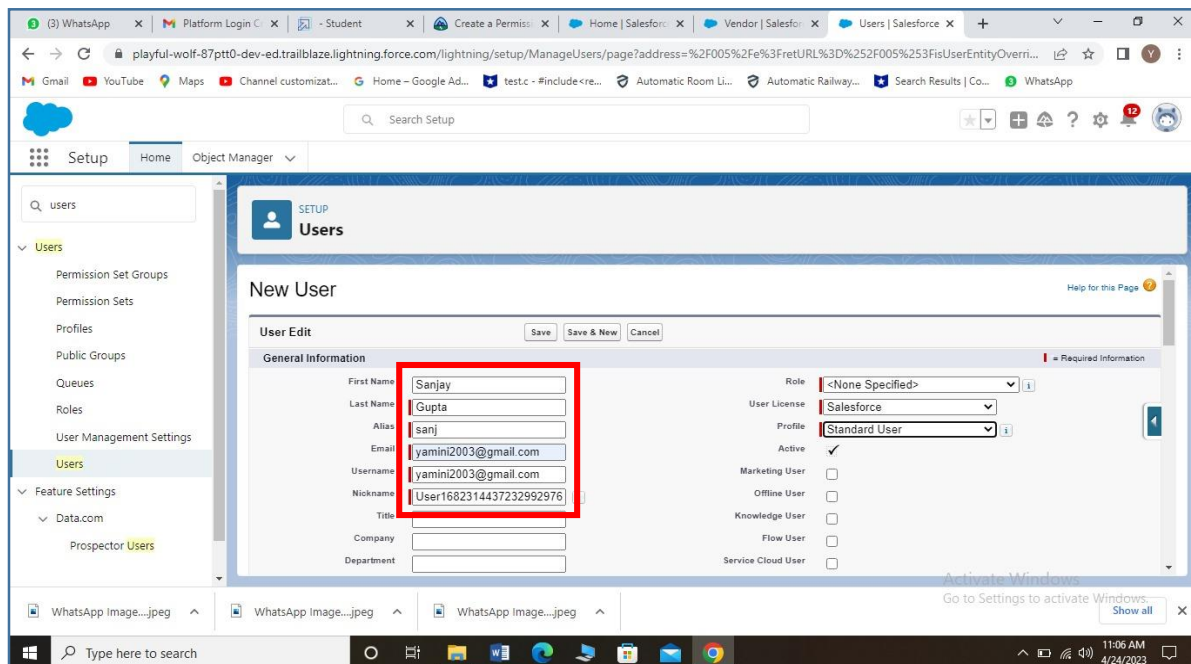 (3) WhatsApp
Platform Login C
- Student
Create a Permiss
Home | Salesforc
Vendor | Salesfor
Users | Salesforce
playful-wolf-87ptt0-dev-ed.trailblaze.lightning.force.com/lightning/setup/ManageUsers/page?address=%2F005%2Fe%3FretURL%3D%252F005%253FisUserEntityOverri...
Y
Gmail
YouTube
Maps
Channel customizat...
Home – Google Ad...
test.c - #include<re...
Automatic Room Li...
Automatic Railway...
Search Results | Co...
WhatsApp
Search Setup
12
Setup
Home
Object Manager
users
Users
Permission Set Groups
Permission Sets
Profiles
Public Groups
Queues
Roles
User Management Settings
Users
Feature Settings
Data.com
Prospector Users
SETUP
Users
New User
Help for this Page
User Edit
Save
Save & New
Cancel
General Information
= Required Information
First Name Sanjay
Last Name Gupta
Alias sanj
Email yamini2003@gmail.com
Username yamini2003@gmail.com
Nickname User1682314437232992976
Title
Company
Department
Role <None Specified>
User License Salesforce
Profile Standard User
Active
Marketing User
Offline User
Knowledge User
Flow User
Service Cloud User
Activate Windows
Go to Settings to activate Windows.
WhatsApp Image....jpeg
WhatsApp Image....jpeg
WhatsApp Image....jpeg
Show all
Type here to search
11:06 AM
4/24/2023